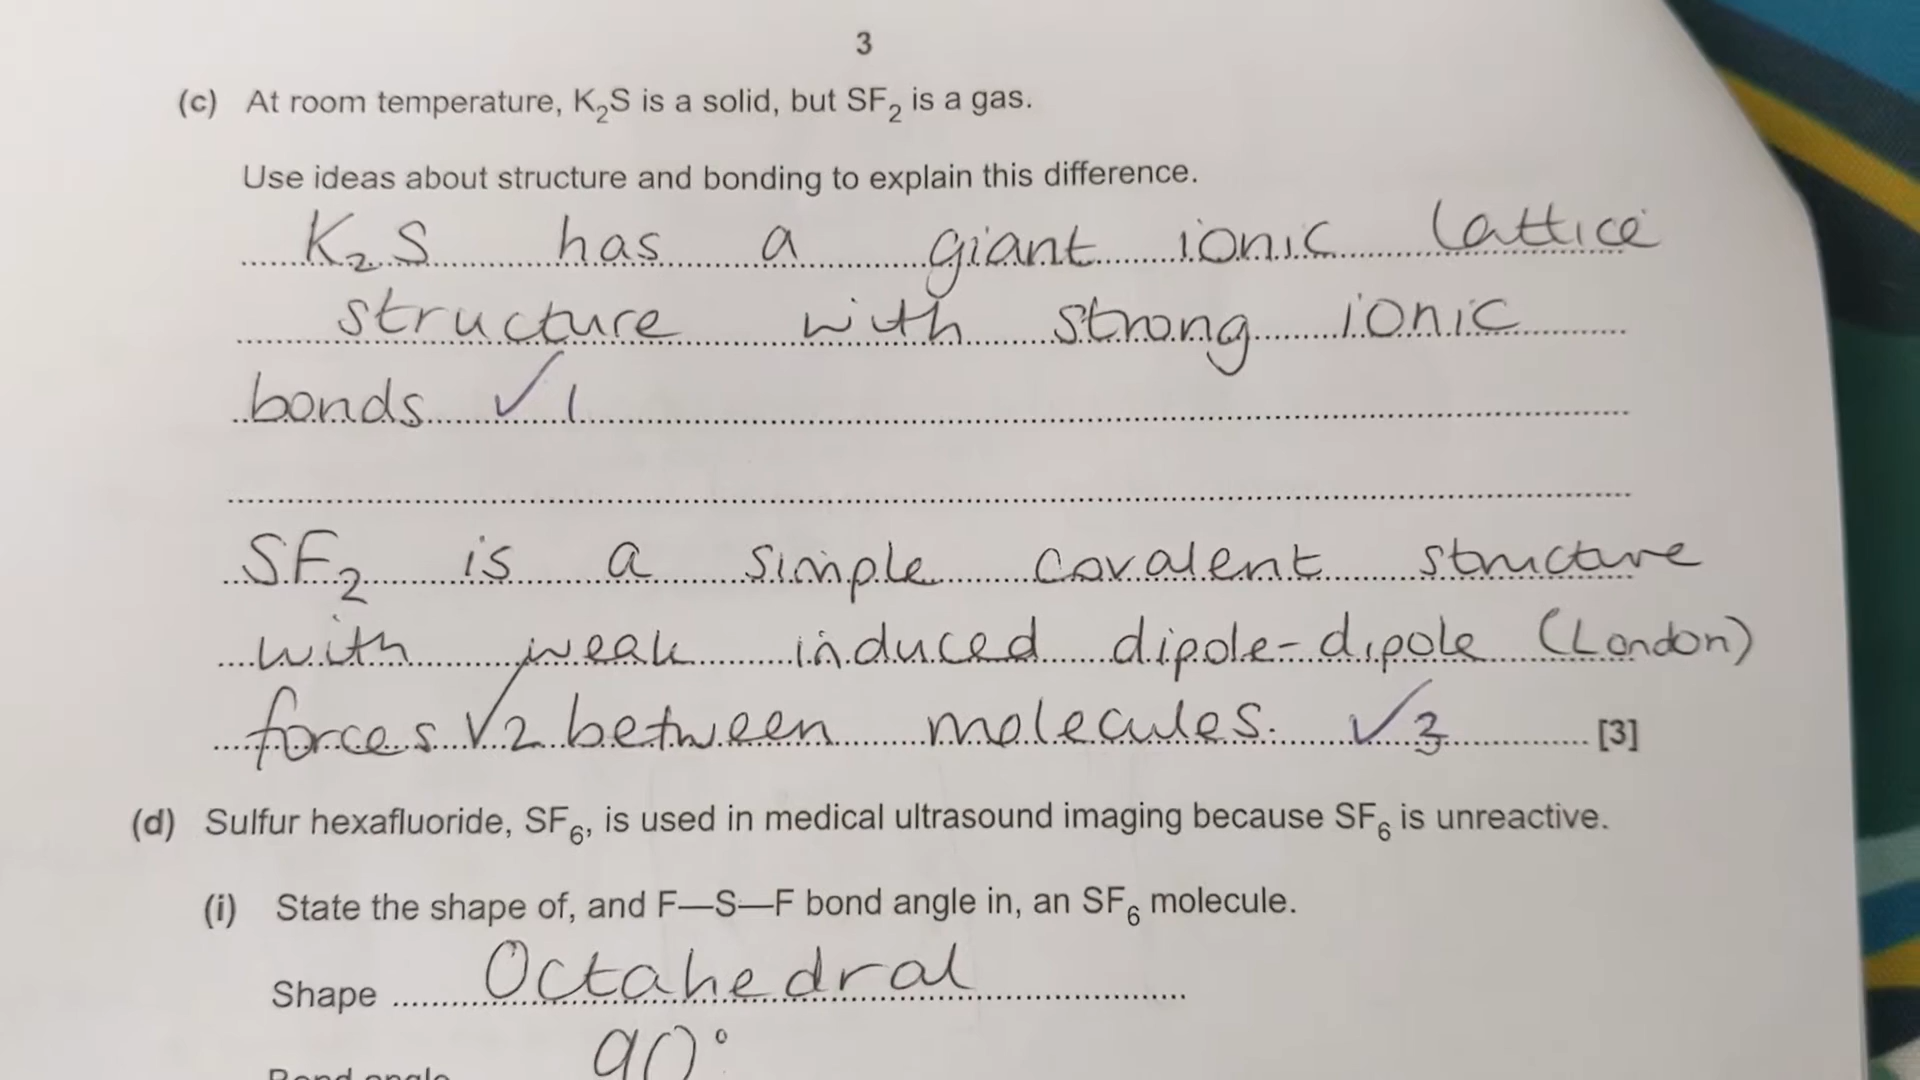 3
(c) At room temperature, K₂S is a solid, but SF₂ is a gas.
Use ideas about structure and bonding to explain this difference.
K₂S has a giant ionic lattice
structure with strong ionic
bonds ✓1
SF₂ is a simple covalent structure
with weak induced dipole-dipole (London)
forces ✓2 between molecules. ✓3 [3]
(d) Sulfur hexafluoride, SF₆, is used in medical ultrasound imaging because SF₆ is unreactive.
(i) State the shape of, and F—S—F bond angle in, an SF₆ molecule.
Shape Octahedral
Bond angle 90°